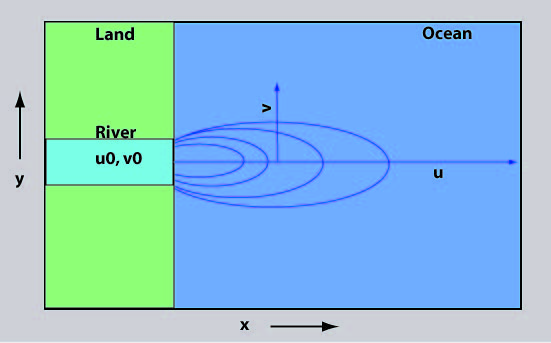 Land
Ocean
River
u0, v0
v
u
y
x